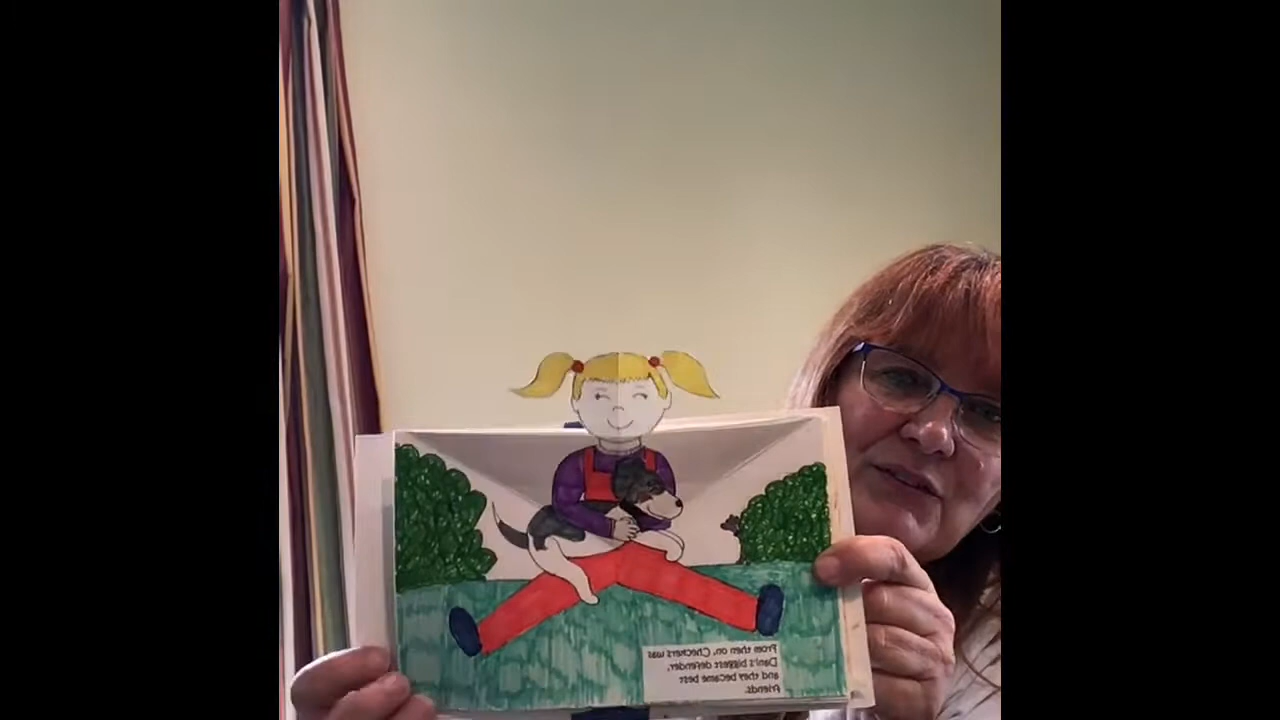 From then on, Checkers was
Dani's biggest defender,
and they became best
friends.